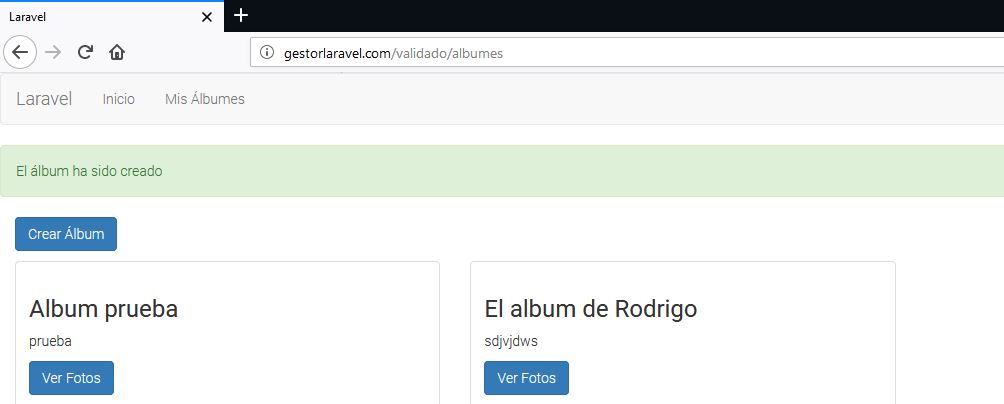 Laravel
gestorlaravel.com/validado/albumes
Laravel Inicio Mis Álbumes
El álbum ha sido creado
Crear Álbum
Album prueba
prueba
Ver Fotos
El album de Rodrigo
sdjvjdws
Ver Fotos